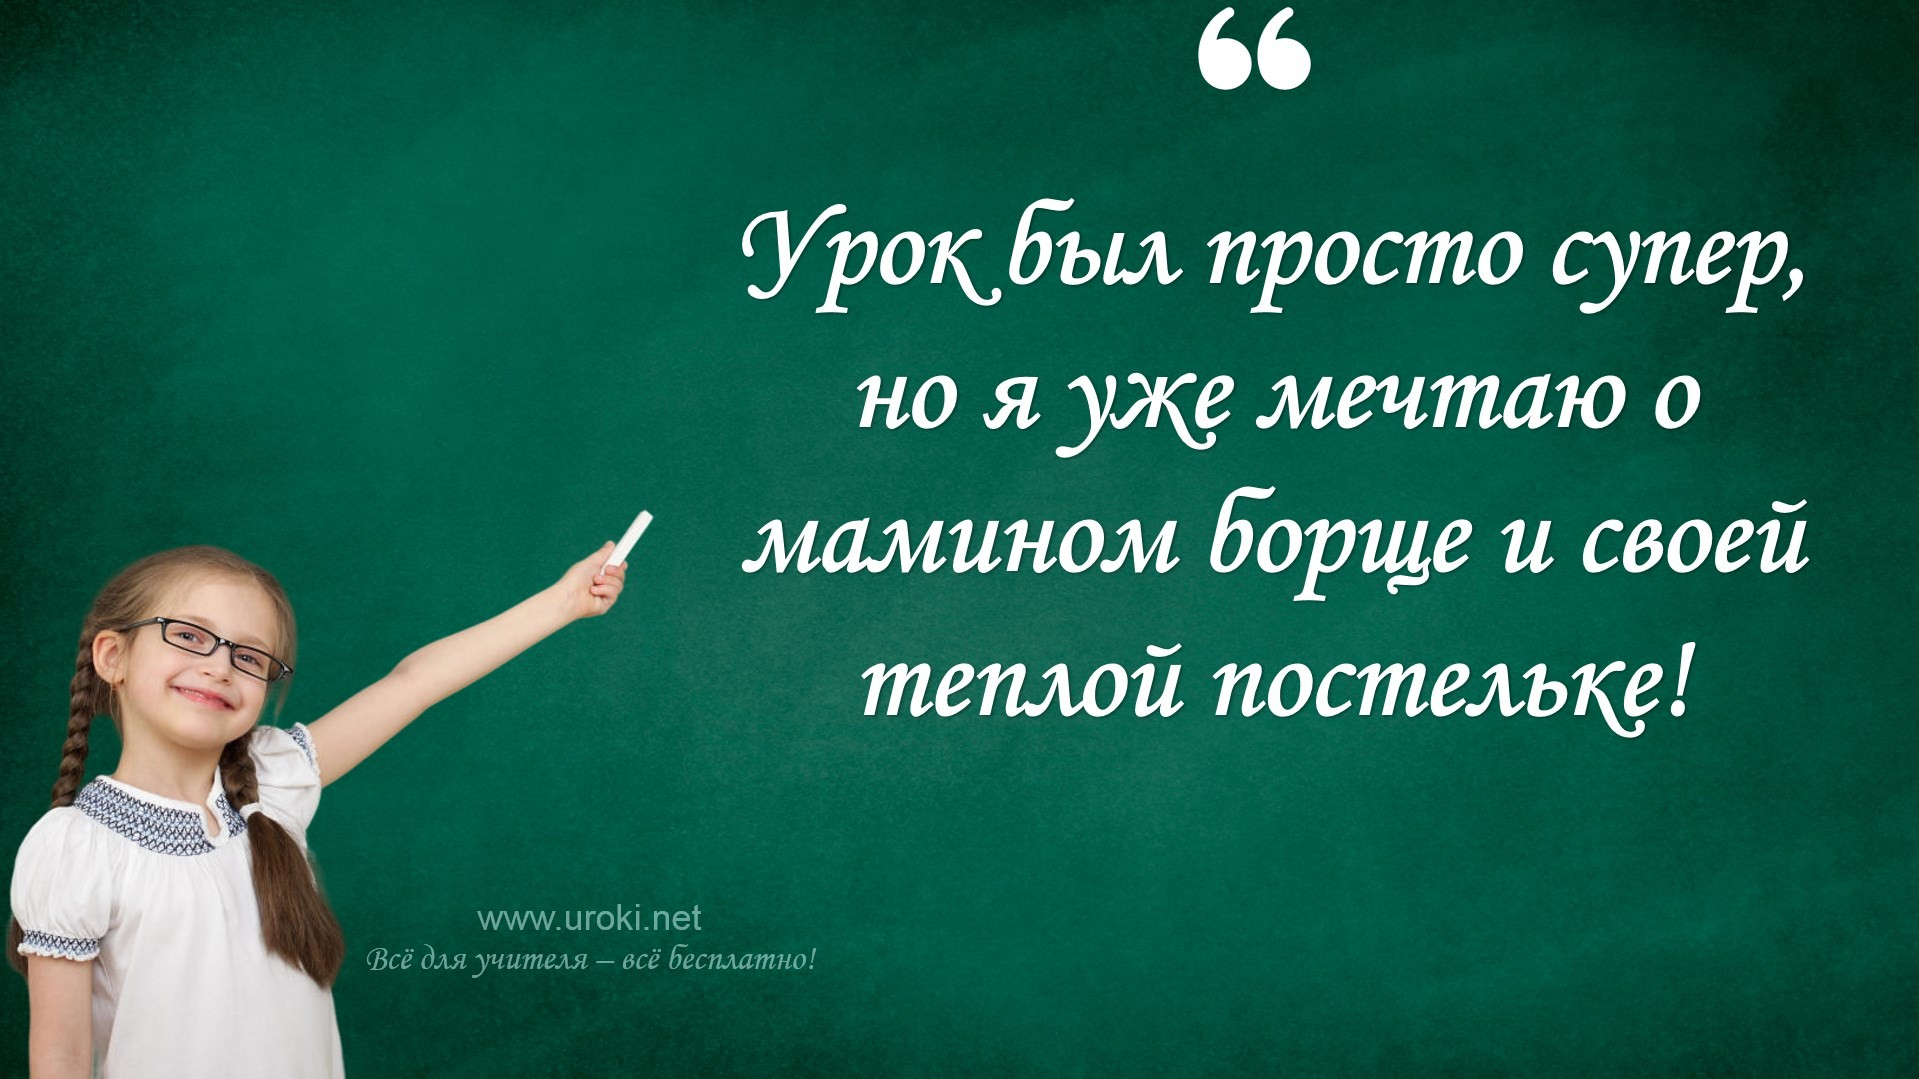 “
Урок был просто супер,
но я уже мечтаю о
мамином борще и своей
теплой постельке!
www.uroki.net
Всё для учителя – всё бесплатно!